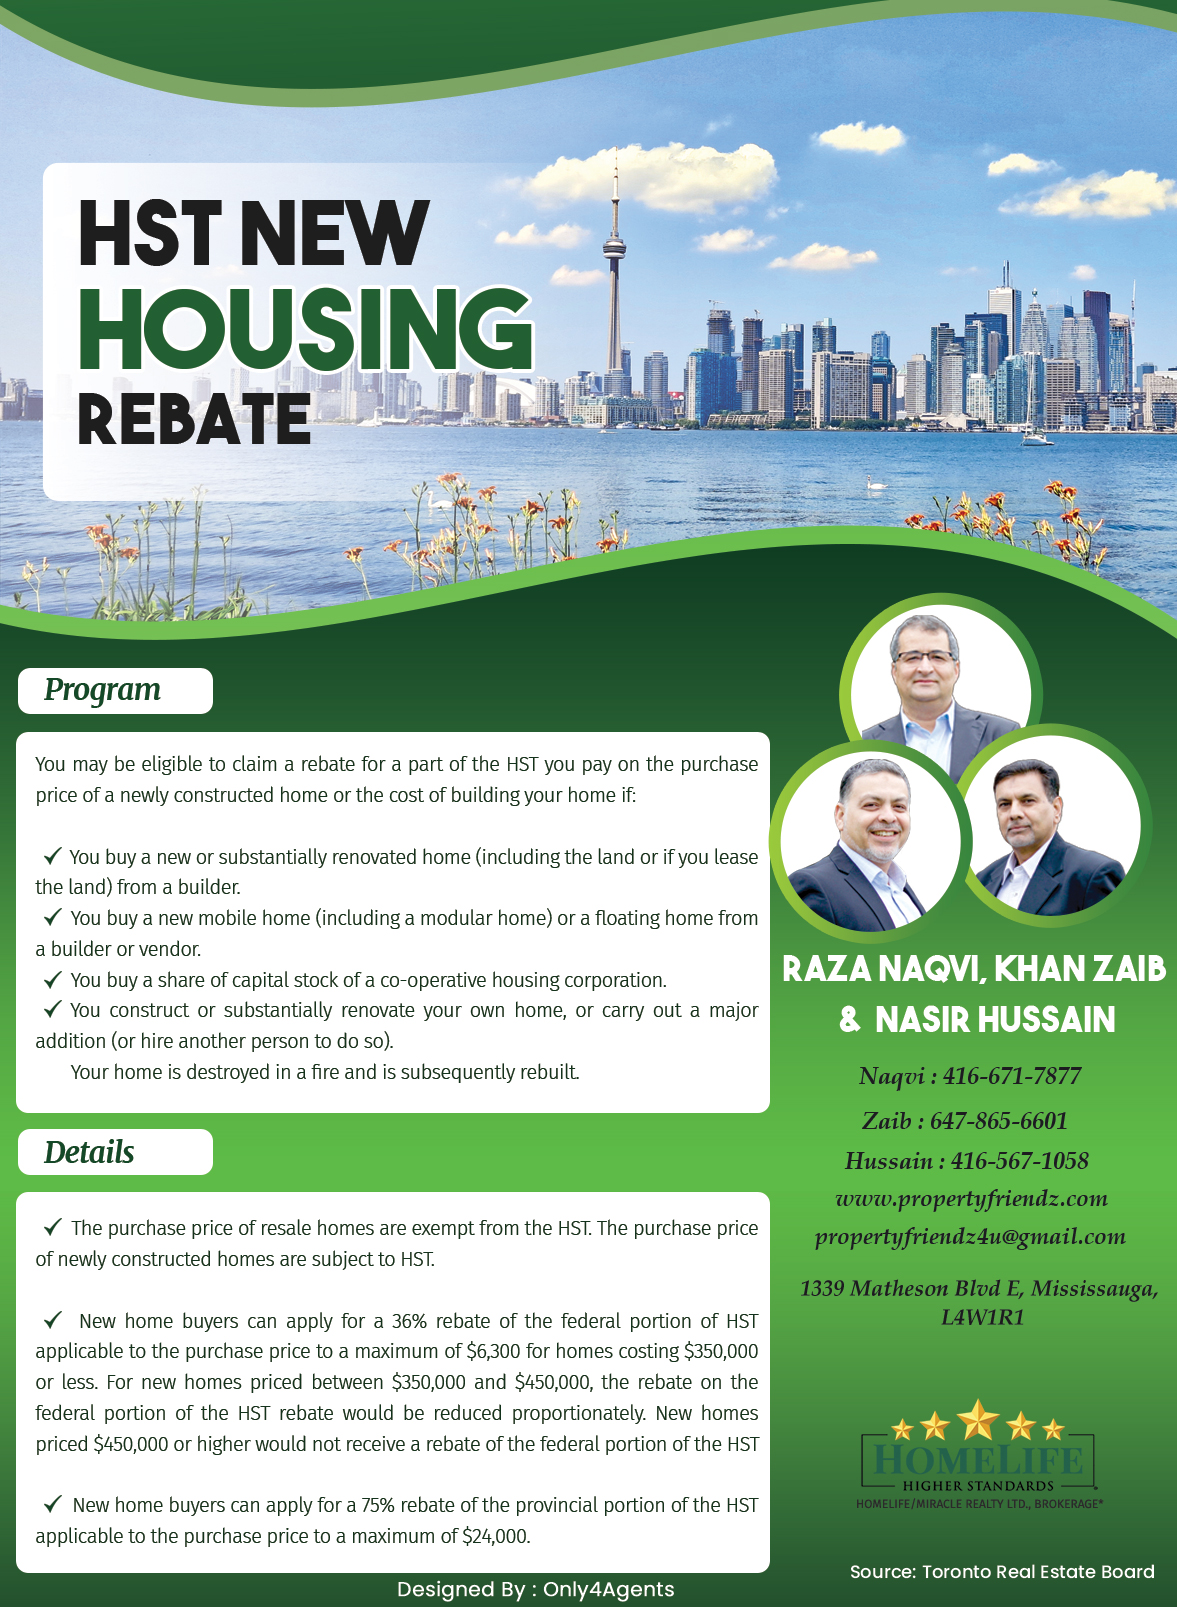 HST NEW
HOUSING
REBATE
Program
You may be eligible to claim a rebate for a part of the HST you pay on the purchase
price of a newly constructed home or the cost of building your home if:
✓ You buy a new or substantially renovated home (including the land or if you lease
the land) from a builder.
✓ You buy a new mobile home (including a modular home) or a floating home from
a builder or vendor.
✓ You buy a share of capital stock of a co-operative housing corporation.
✓ You construct or substantially renovate your own home, or carry out a major
addition (or hire another person to do so).
Your home is destroyed in a fire and is subsequently rebuilt.
Details
✓ The purchase price of resale homes are exempt from the HST. The purchase price
of newly constructed homes are subject to HST.
✓ New home buyers can apply for a 36% rebate of the federal portion of HST
applicable to the purchase price to a maximum of $6,300 for homes costing $350,000
or less. For new homes priced between $350,000 and $450,000, the rebate on the
federal portion of the HST rebate would be reduced proportionately. New homes
priced $450,000 or higher would not receive a rebate of the federal portion of the HST
✓ New home buyers can apply for a 75% rebate of the provincial portion of the HST
applicable to the purchase price to a maximum of $24,000.
RAZA NAQVI, KHAN ZAIB
& NASIR HUSSAIN
Naqvi : 416-671-7877
Zaib : 647-865-6601
Hussain : 416-567-1058
www.propertyfriendz.com
propertyfriendz4u@gmail.com
1339 Matheson Blvd E, Mississauga,
L4W1R1
HOMELIFE
HIGHER STANDARDS
HOMELIFE/MIRACLE REALTY LTD., BROKERAGE*
Source: Toronto Real Estate Board
Designed By : Only4Agents